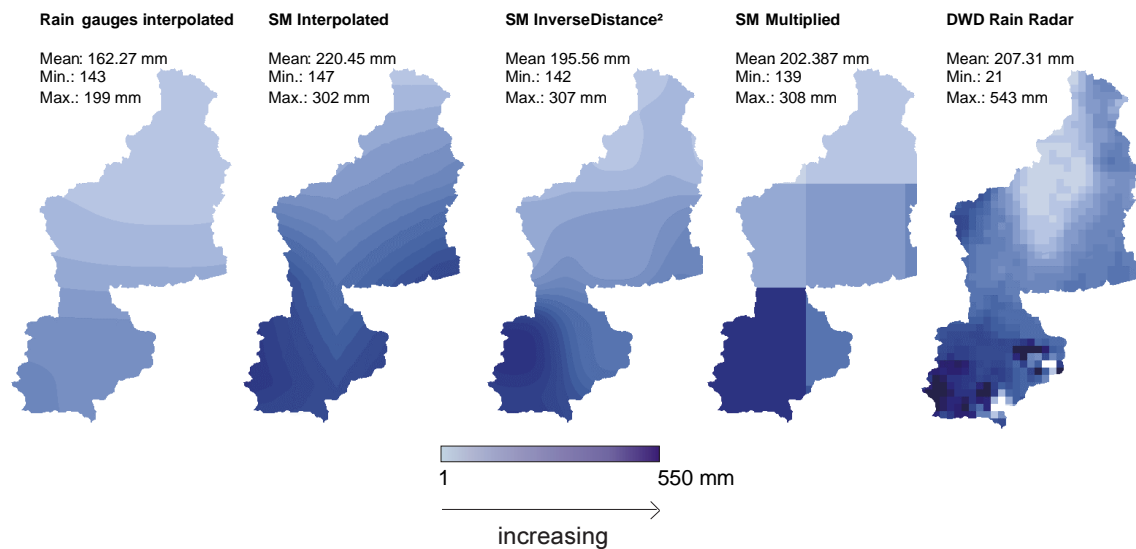 Rain gauges interpolated
Mean: 162.27 mm
Min.: 143
Max.: 199 mm
SM Interpolated
Mean: 220.45 mm
Min.: 147
Max.: 302 mm
SM InverseDistance²
Mean 195.56 mm
Min.: 142
Max.: 307 mm
SM Multiplied
Mean: 202.387 mm
Min.: 139
Max.: 308 mm
DWD Rain Radar
Mean: 207.31 mm
Min.: 21
Max.: 543 mm
1 550 mm
increasing